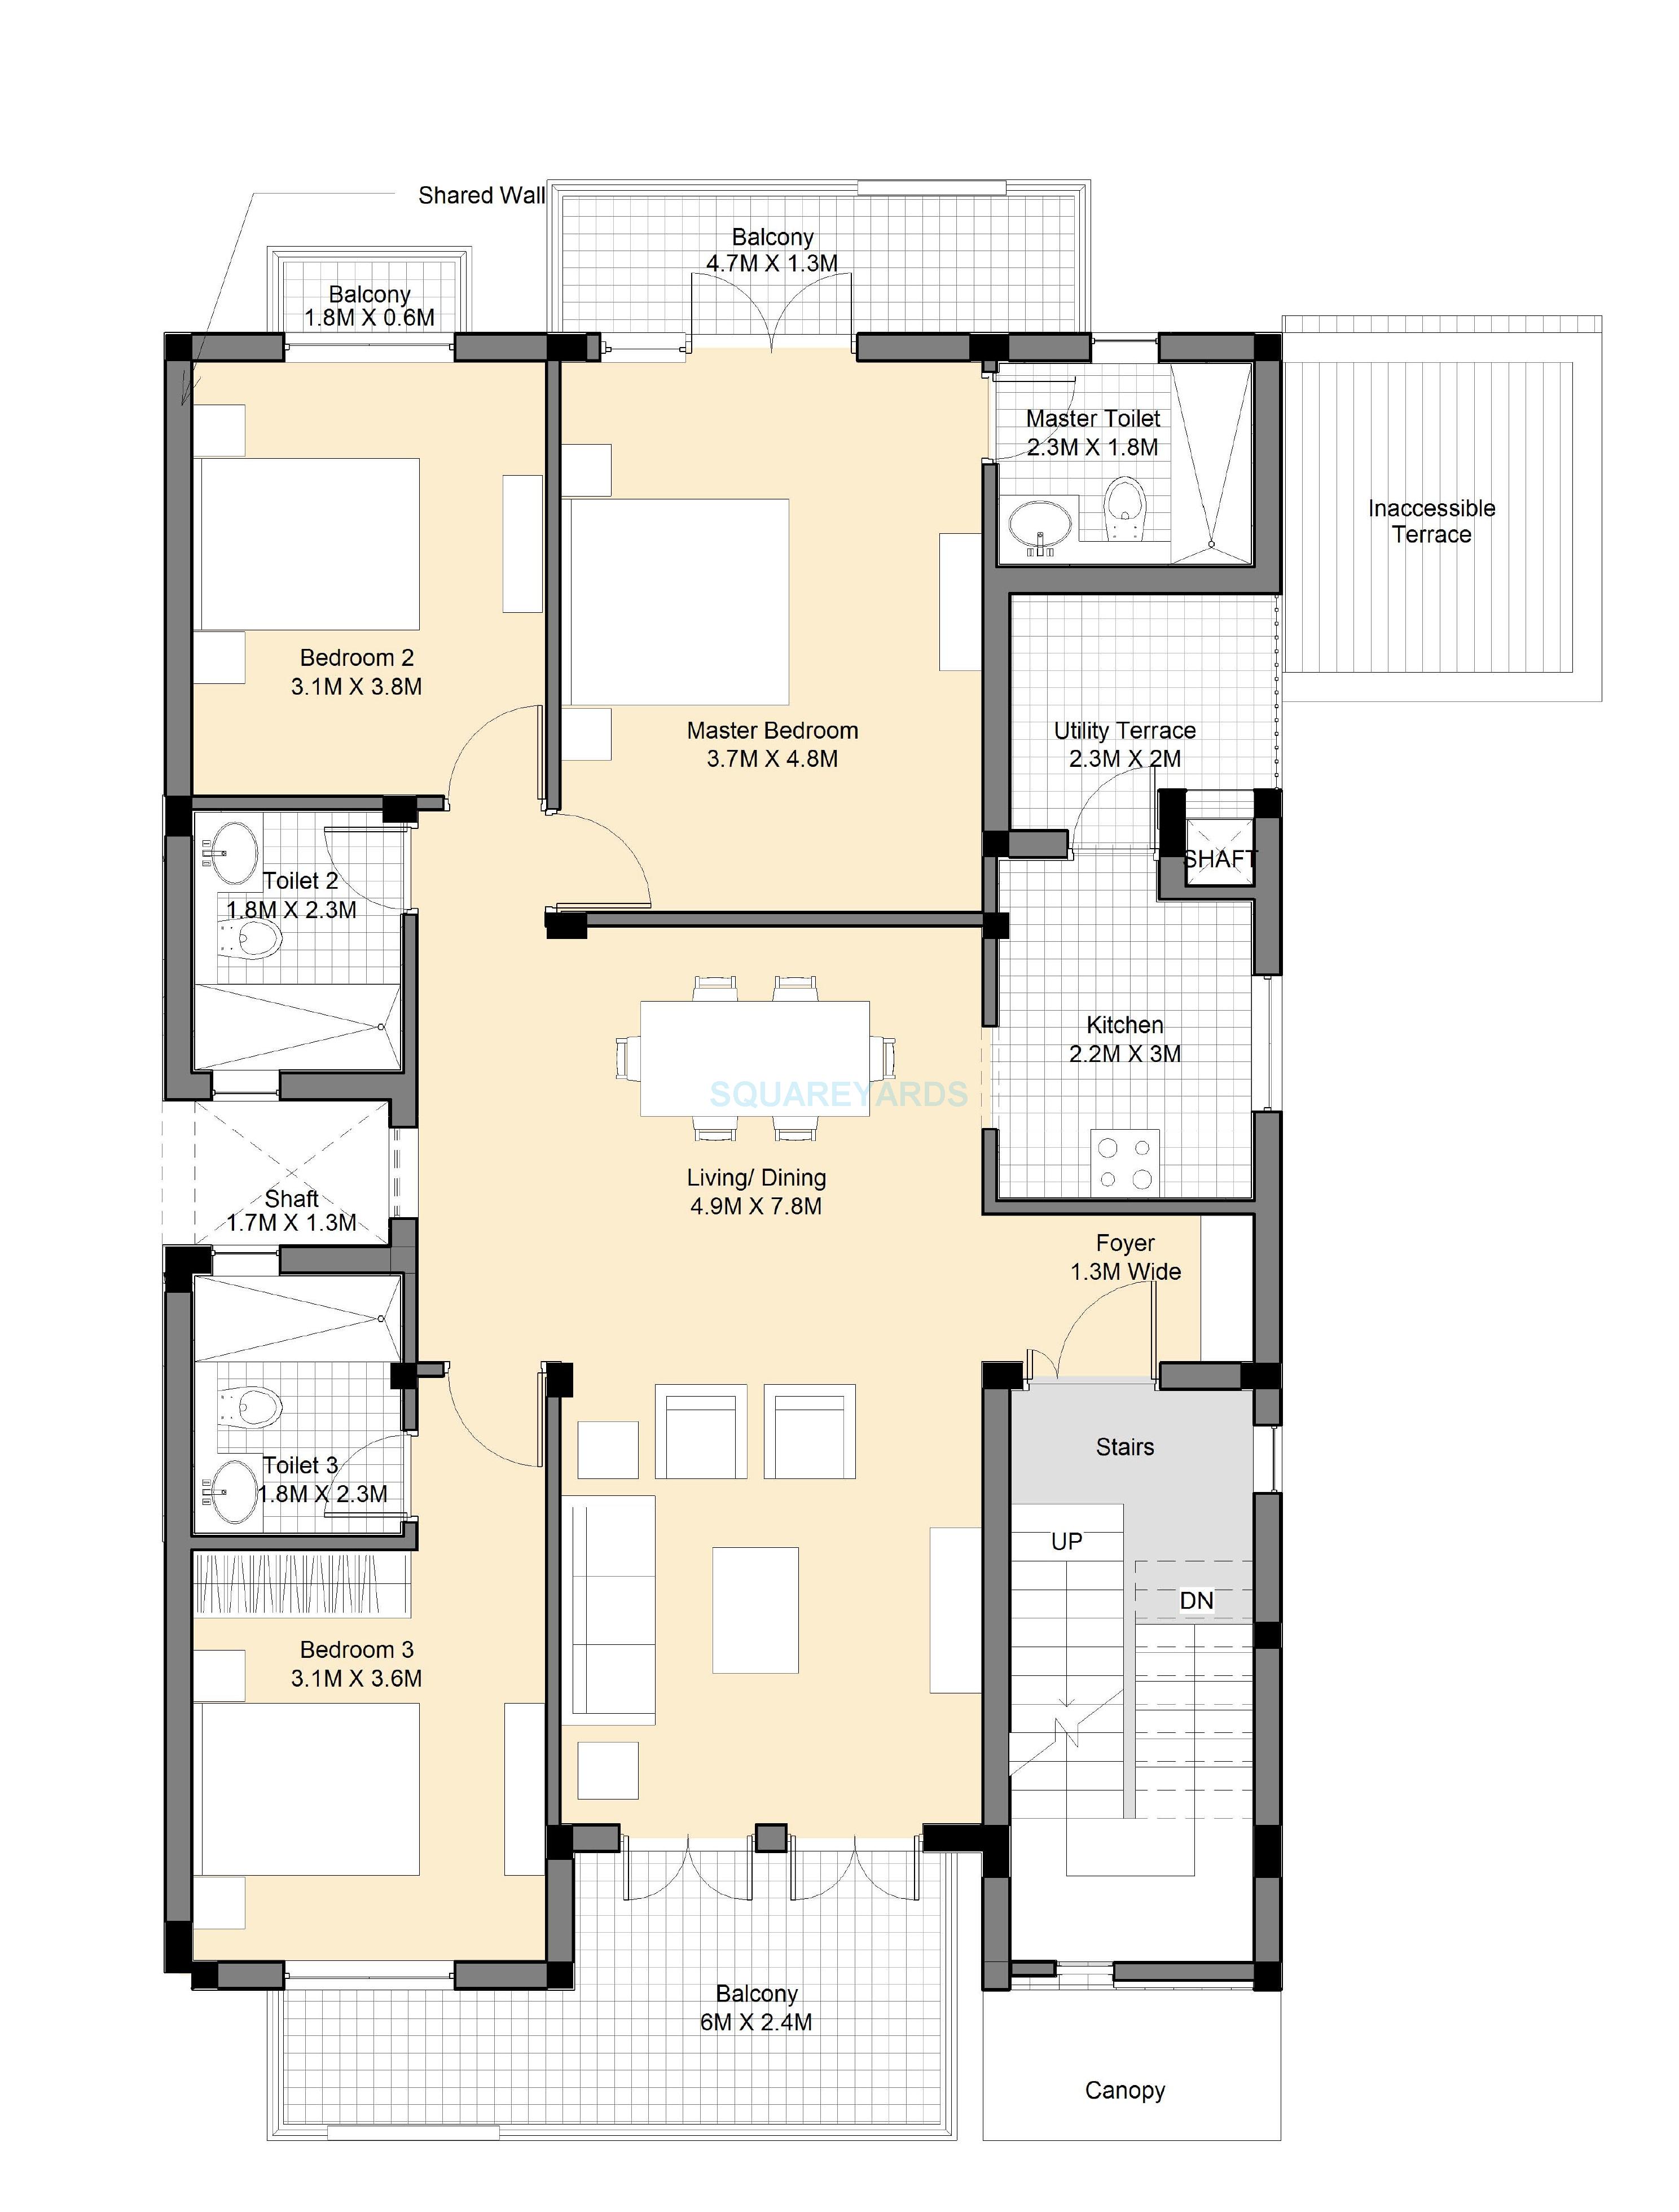 Shared Wall
Balcony
4.7M X 1.3M
Balcony
1.8M X 0.6M
Master Toilet
2.3M X 1.8M
Inaccessible
Terrace
Bedroom 2
3.1M X 3.8M
Master Bedroom
3.7M X 4.8M
Utility Terrace
2.3M X 2M
SHAFT
Toilet 2
1.8M X 2.3M
Kitchen
2.2M X 3M
SQUAREYARDS
Living/ Dining
4.9M X 7.8M
Shaft
1.7M X 1.3M
Foyer
1.3M Wide
Stairs
Toilet 3
1.8M X 2.3M
UP
DN
Bedroom 3
3.1M X 3.6M
Balcony
6M X 2.4M
Canopy